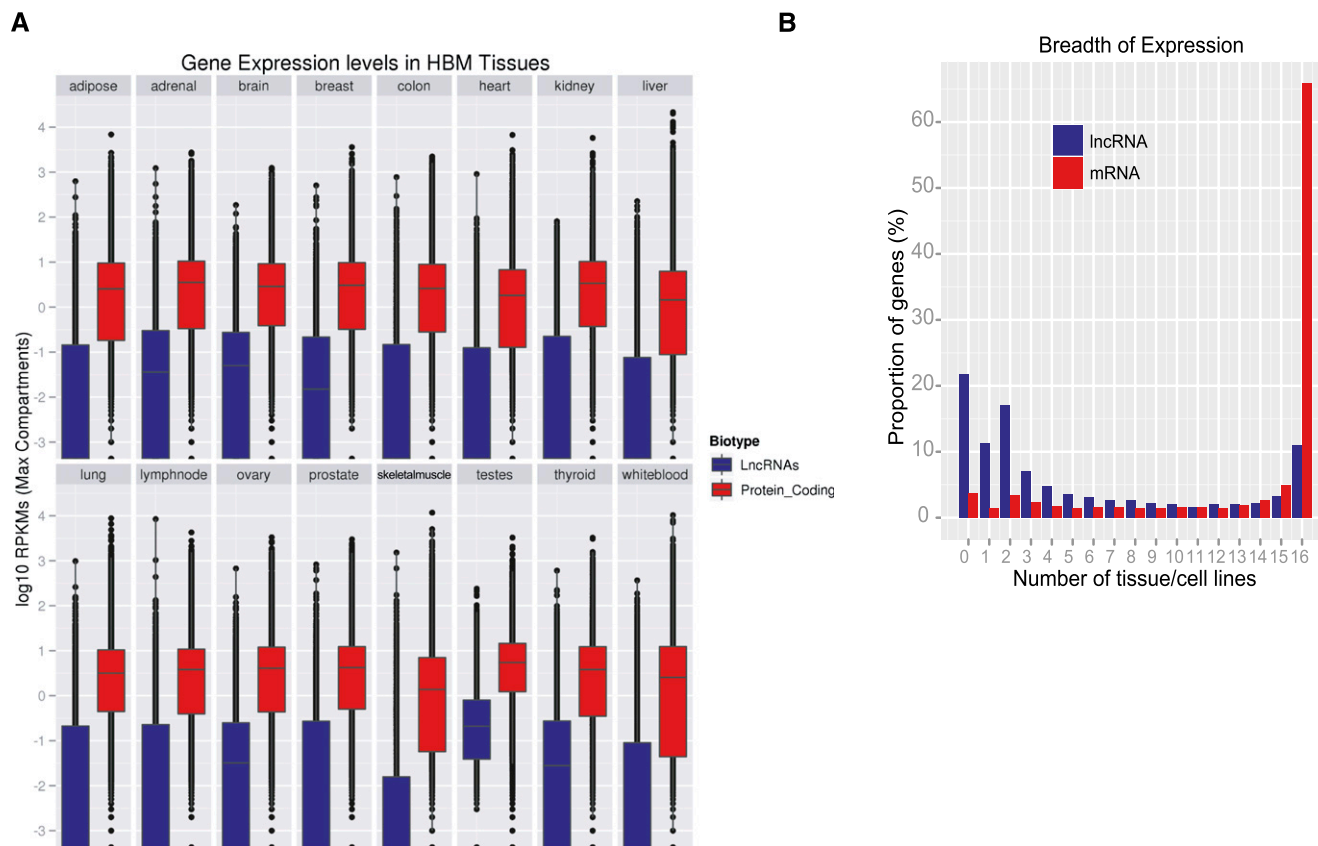 A
B
Gene Expression levels in HBM Tissues
adipose adrenal brain breast colon heart kidney liver
4
3
2
1
0
-1
-2
-3
lung lymphnode ovary prostate skeletalmuscle testes thyroid whiteblood
4
3
2
1
0
-1
-2
-3
log10 RPKMs (Max Compartments)
Biotype
LncRNAs
Protein_Coding
Breadth of Expression
lncRNA
mRNA
60
50
40
30
20
10
0
Proportion of genes (%)
0 1 2 3 4 5 6 7 8 9 10 11 12 13 14 15 16
Number of tissue/cell lines